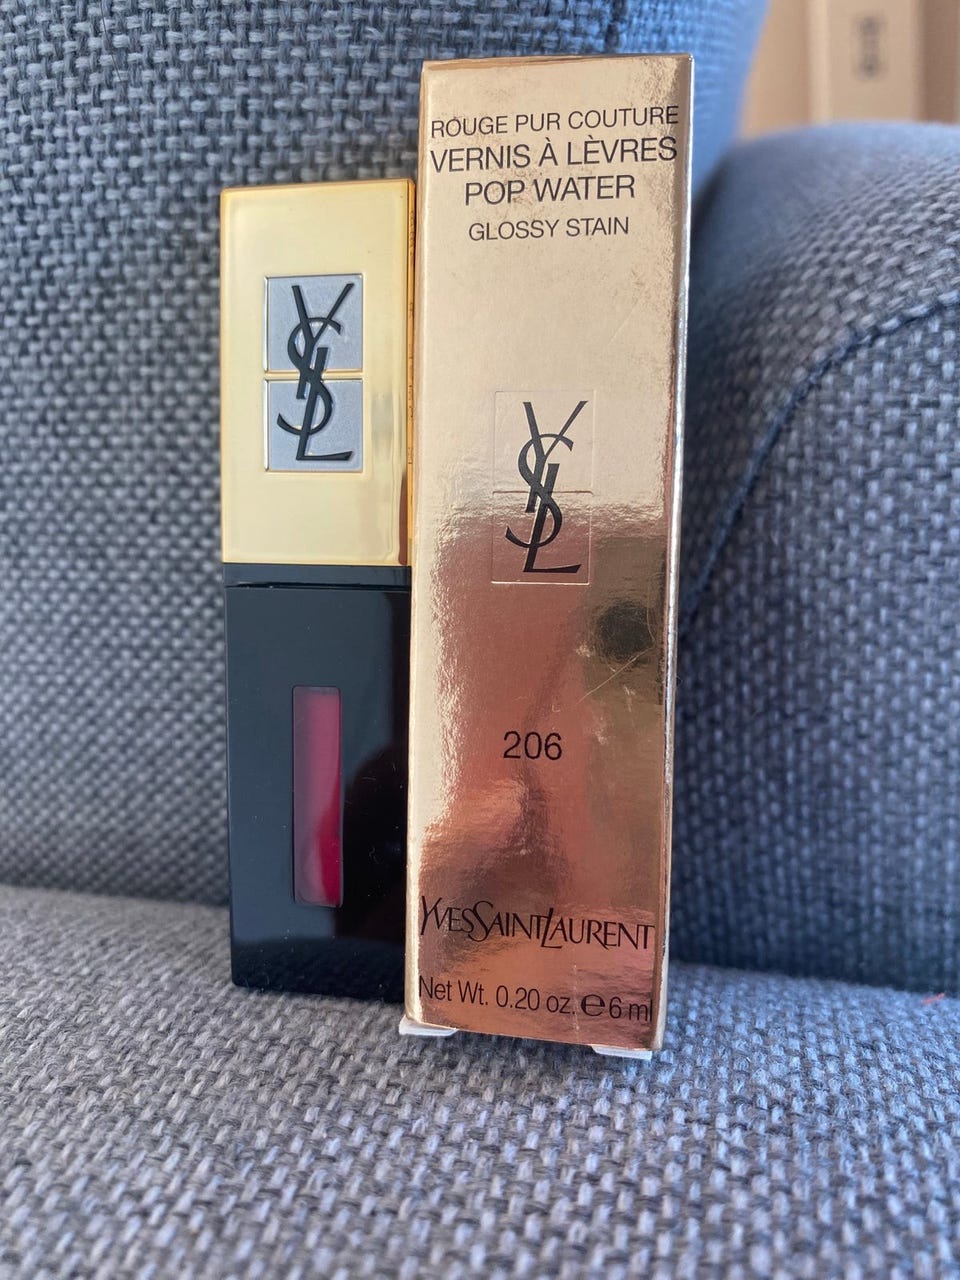 YSL
ROUGE PUR COUTURE
VERNIS À LÈVRES
POP WATER
GLOSSY STAIN
YSL
206
YVESSAINTLAURENT
Net Wt. 0.20 oz. ℮ 6 ml